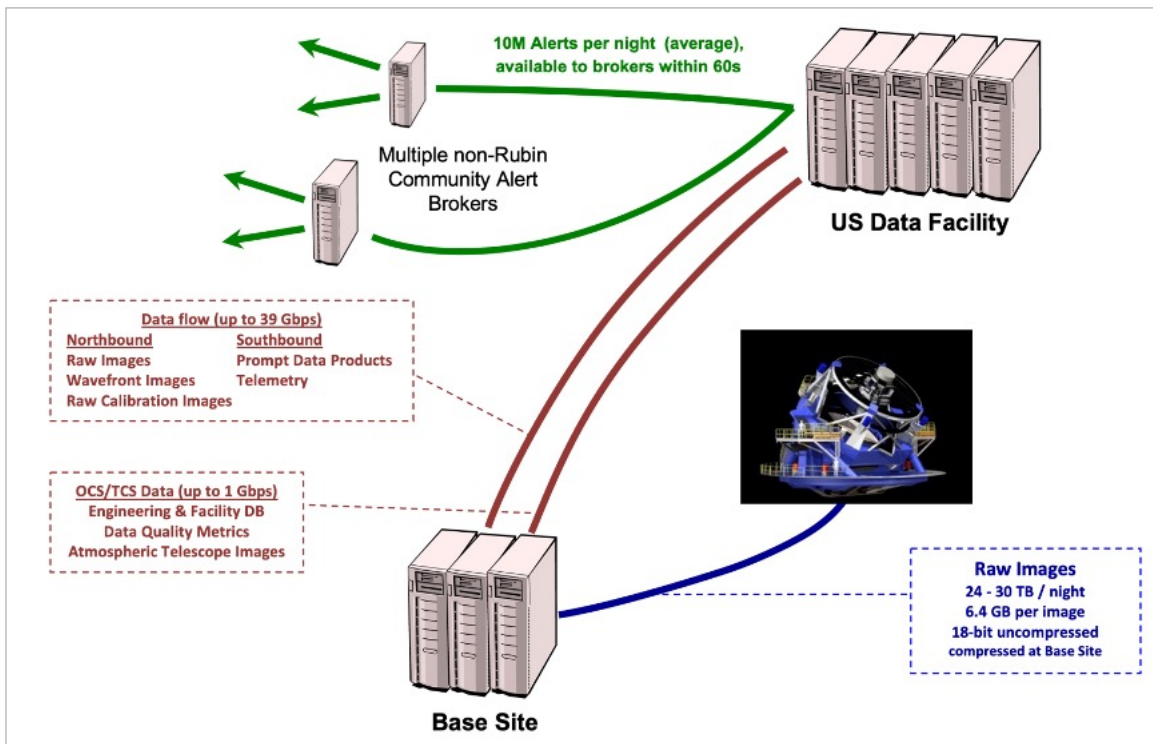 10M Alerts per night (average),
available to brokers within 60s
Multiple non-Rubin
Community Alert
Brokers
US Data Facility
Data flow (up to 39 Gbps)
Northbound
Raw Images
Wavefront Images
Raw Calibration Images
Southbound
Prompt Data Products
Telemetry
OCS/TCS Data (up to 1 Gbps)
Engineering & Facility DB
Data Quality Metrics
Atmospheric Telescope Images
Raw Images
24 - 30 TB / night
6.4 GB per image
18-bit uncompressed
compressed at Base Site
Base Site